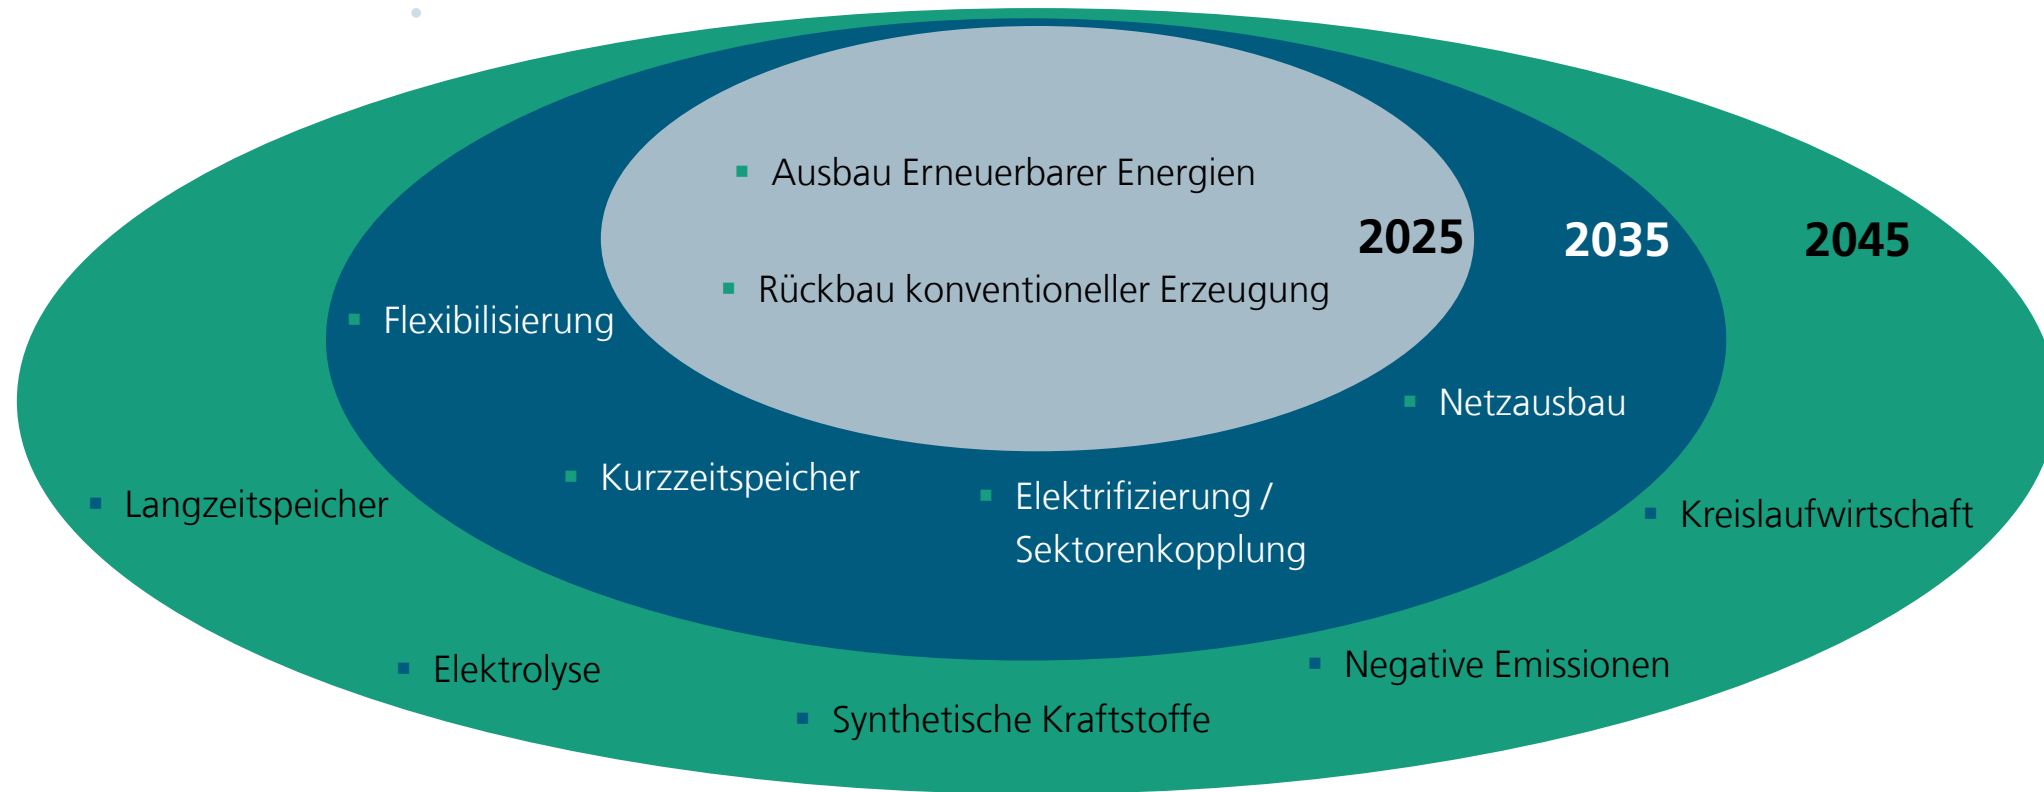 Ausbau Erneuerbarer Energien
Rückbau konventioneller Erzeugung
2025
2035
2045
Flexibilisierung
Kurzzeitspeicher
Elektrifizierung /
Sektorenkopplung
Netzausbau
Langzeitspeicher
Elektrolyse
Synthetische Kraftstoffe
Negative Emissionen
Kreislaufwirtschaft